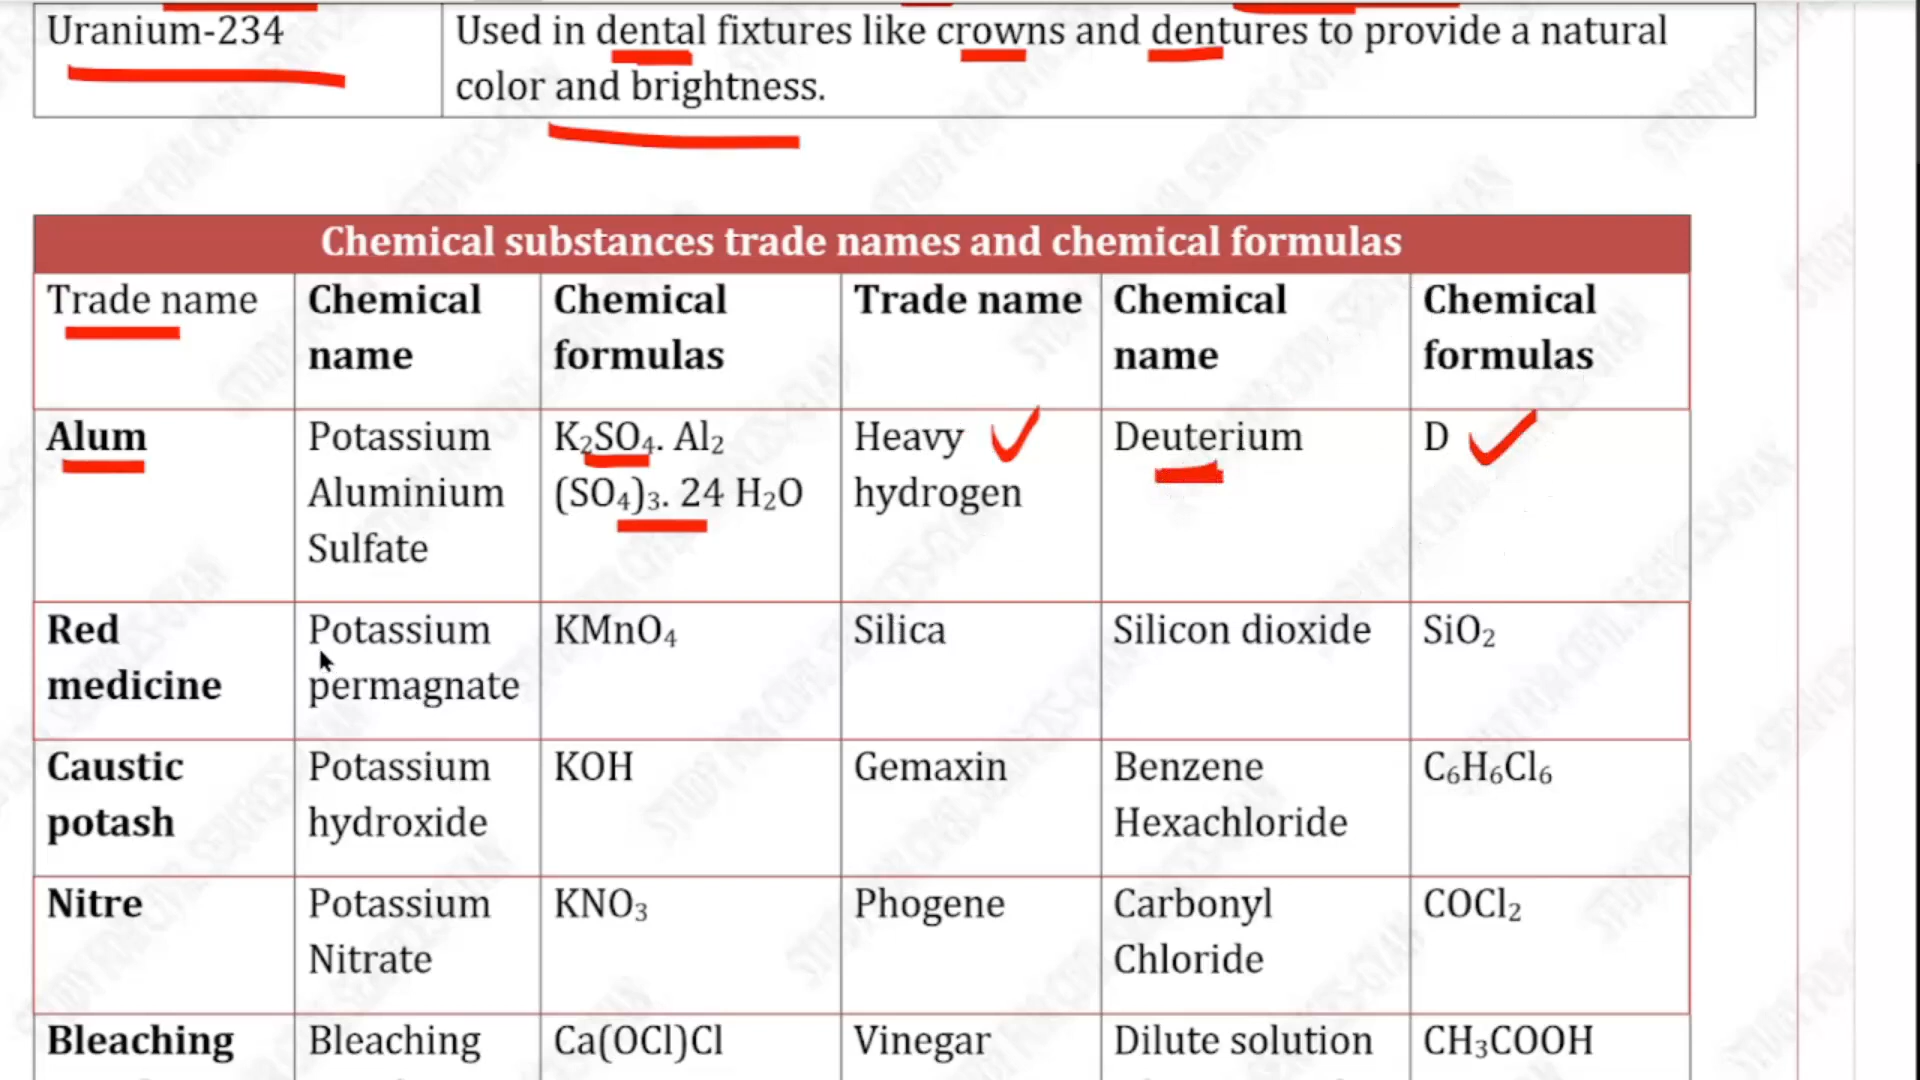 Uranium-234
Used in dental fixtures like crowns and dentures to provide a natural
color and brightness.
Chemical substances trade names and chemical formulas
Trade name
Chemical
name
Chemical
formulas
Trade name
Chemical
name
Chemical
formulas
Alum
Potassium
Aluminium
Sulfate
K₂SO₄. Al₂
(SO₄)₃. 24 H₂O
Heavy
hydrogen
Deuterium
D
Red
medicine
Potassium
permagnate
KMnO₄
Silica
Silicon dioxide
SiO₂
Caustic
potash
Potassium
hydroxide
KOH
Gemaxin
Benzene
Hexachloride
C₆H₆Cl₆
Nitre
Potassium
Nitrate
KNO₃
Phogene
Carbonyl
Chloride
COCl₂
Bleaching
Bleaching
Ca(OCl)Cl
Vinegar
Dilute solution
CH₃COOH